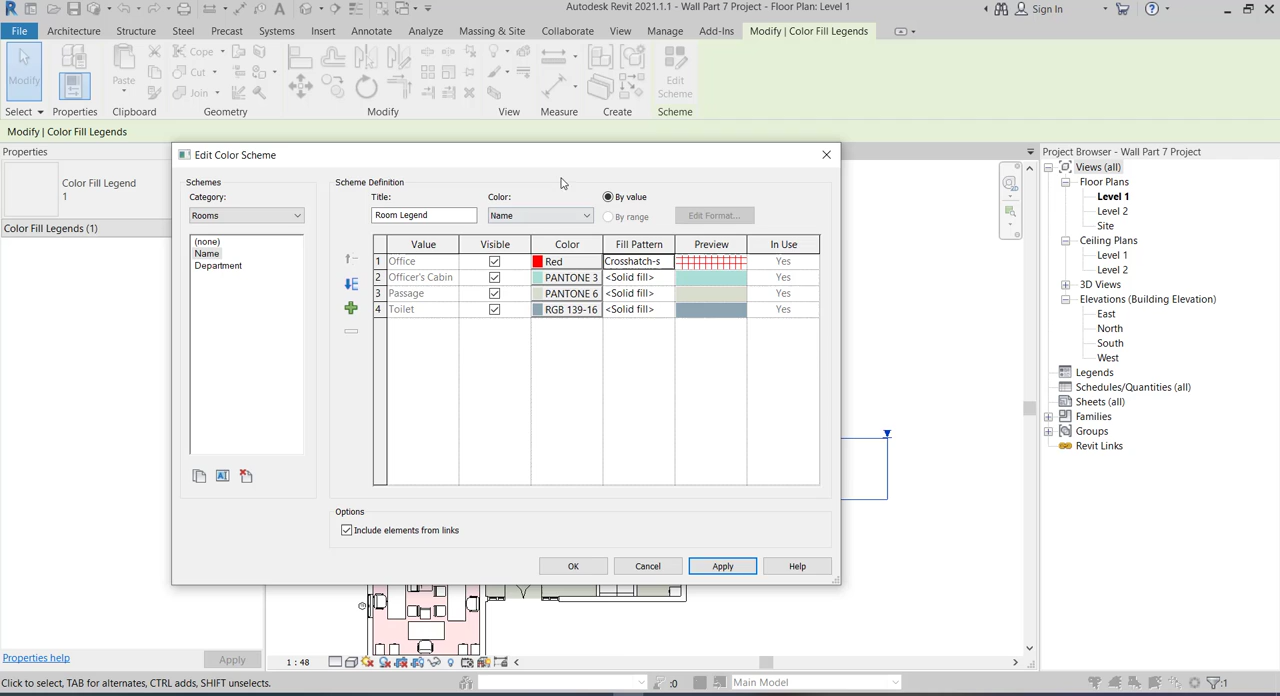 Autodesk Revit 2021.1.1 - Wall Part 7 Project - Floor Plan: Level 1
Sign In
File Architecture Structure Steel Precast Systems Insert Annotate Analyze Massing & Site Collaborate View Manage Add-Ins Modify | Color Fill Legends
Modify
Paste
Cope
Cut
Join
Edit
Scheme
Select Properties Clipboard Geometry Modify View Measure Create Scheme
Modify | Color Fill Legends
Properties
Color Fill Legend
1
Color Fill Legends (1)
Properties help
Apply
Edit Color Scheme
Schemes
Category:
Rooms
(none)
Name
Department
Scheme Definition
Title:
Color:
By value
Room Legend
Name
By range
Edit Format...
Value Visible Color Fill Pattern Preview In Use
1 Office Red Crosshatch-s Yes
2 Officer's Cabin PANTONE 3 <Solid fill> Yes
3 Passage PANTONE 6 <Solid fill> Yes
4 Toilet RGB 139-16 <Solid fill> Yes
Options
Include elements from links
OK Cancel Apply Help
Project Browser - Wall Part 7 Project
Views (all)
Floor Plans
Level 1
Level 2
Site
Ceiling Plans
Level 1
Level 2
3D Views
Elevations (Building Elevation)
East
North
South
West
Legends
Schedules/Quantities (all)
Sheets (all)
Families
Groups
Revit Links
1 : 48
Click to select, TAB for alternates, CTRL adds, SHIFT unselects.
:0
Main Model
:1